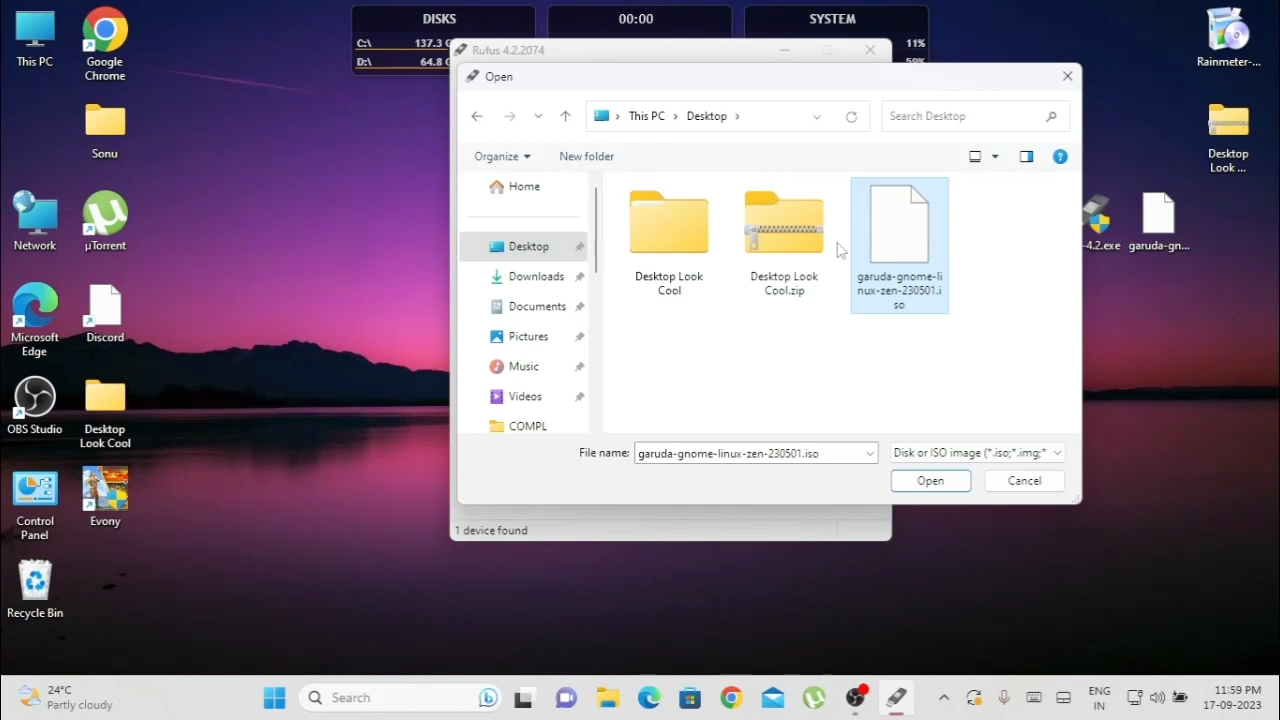 This PC
Google
Chrome
Sonu
Network
µTorrent
Microsoft
Edge
Discord
OBS Studio
Desktop
Look Cool
Control
Panel
Evony
Recycle Bin
DISKS
C:\ 137.3 G
D:\ 64.8 G
00:00
SYSTEM
11%
Rufus 4.2.2074
Open
This PC
Desktop
Search Desktop
Organize
New folder
Home
Desktop
Downloads
Documents
Pictures
Music
Videos
COMPL
Desktop Look
Cool
Desktop Look
Cool.zip
garuda-gnome-li
nux-zen-230501.i
so
File name:
garuda-gnome-linux-zen-230501.iso
Disk or ISO image (*.iso;*.img;*
Open
Cancel
1 device found
Rainmeter-...
Desktop
Look ...
-4.2.exe
garuda-gn...
24°C
Partly cloudy
Search
ENG
IN
11:59 PM
17-09-2023